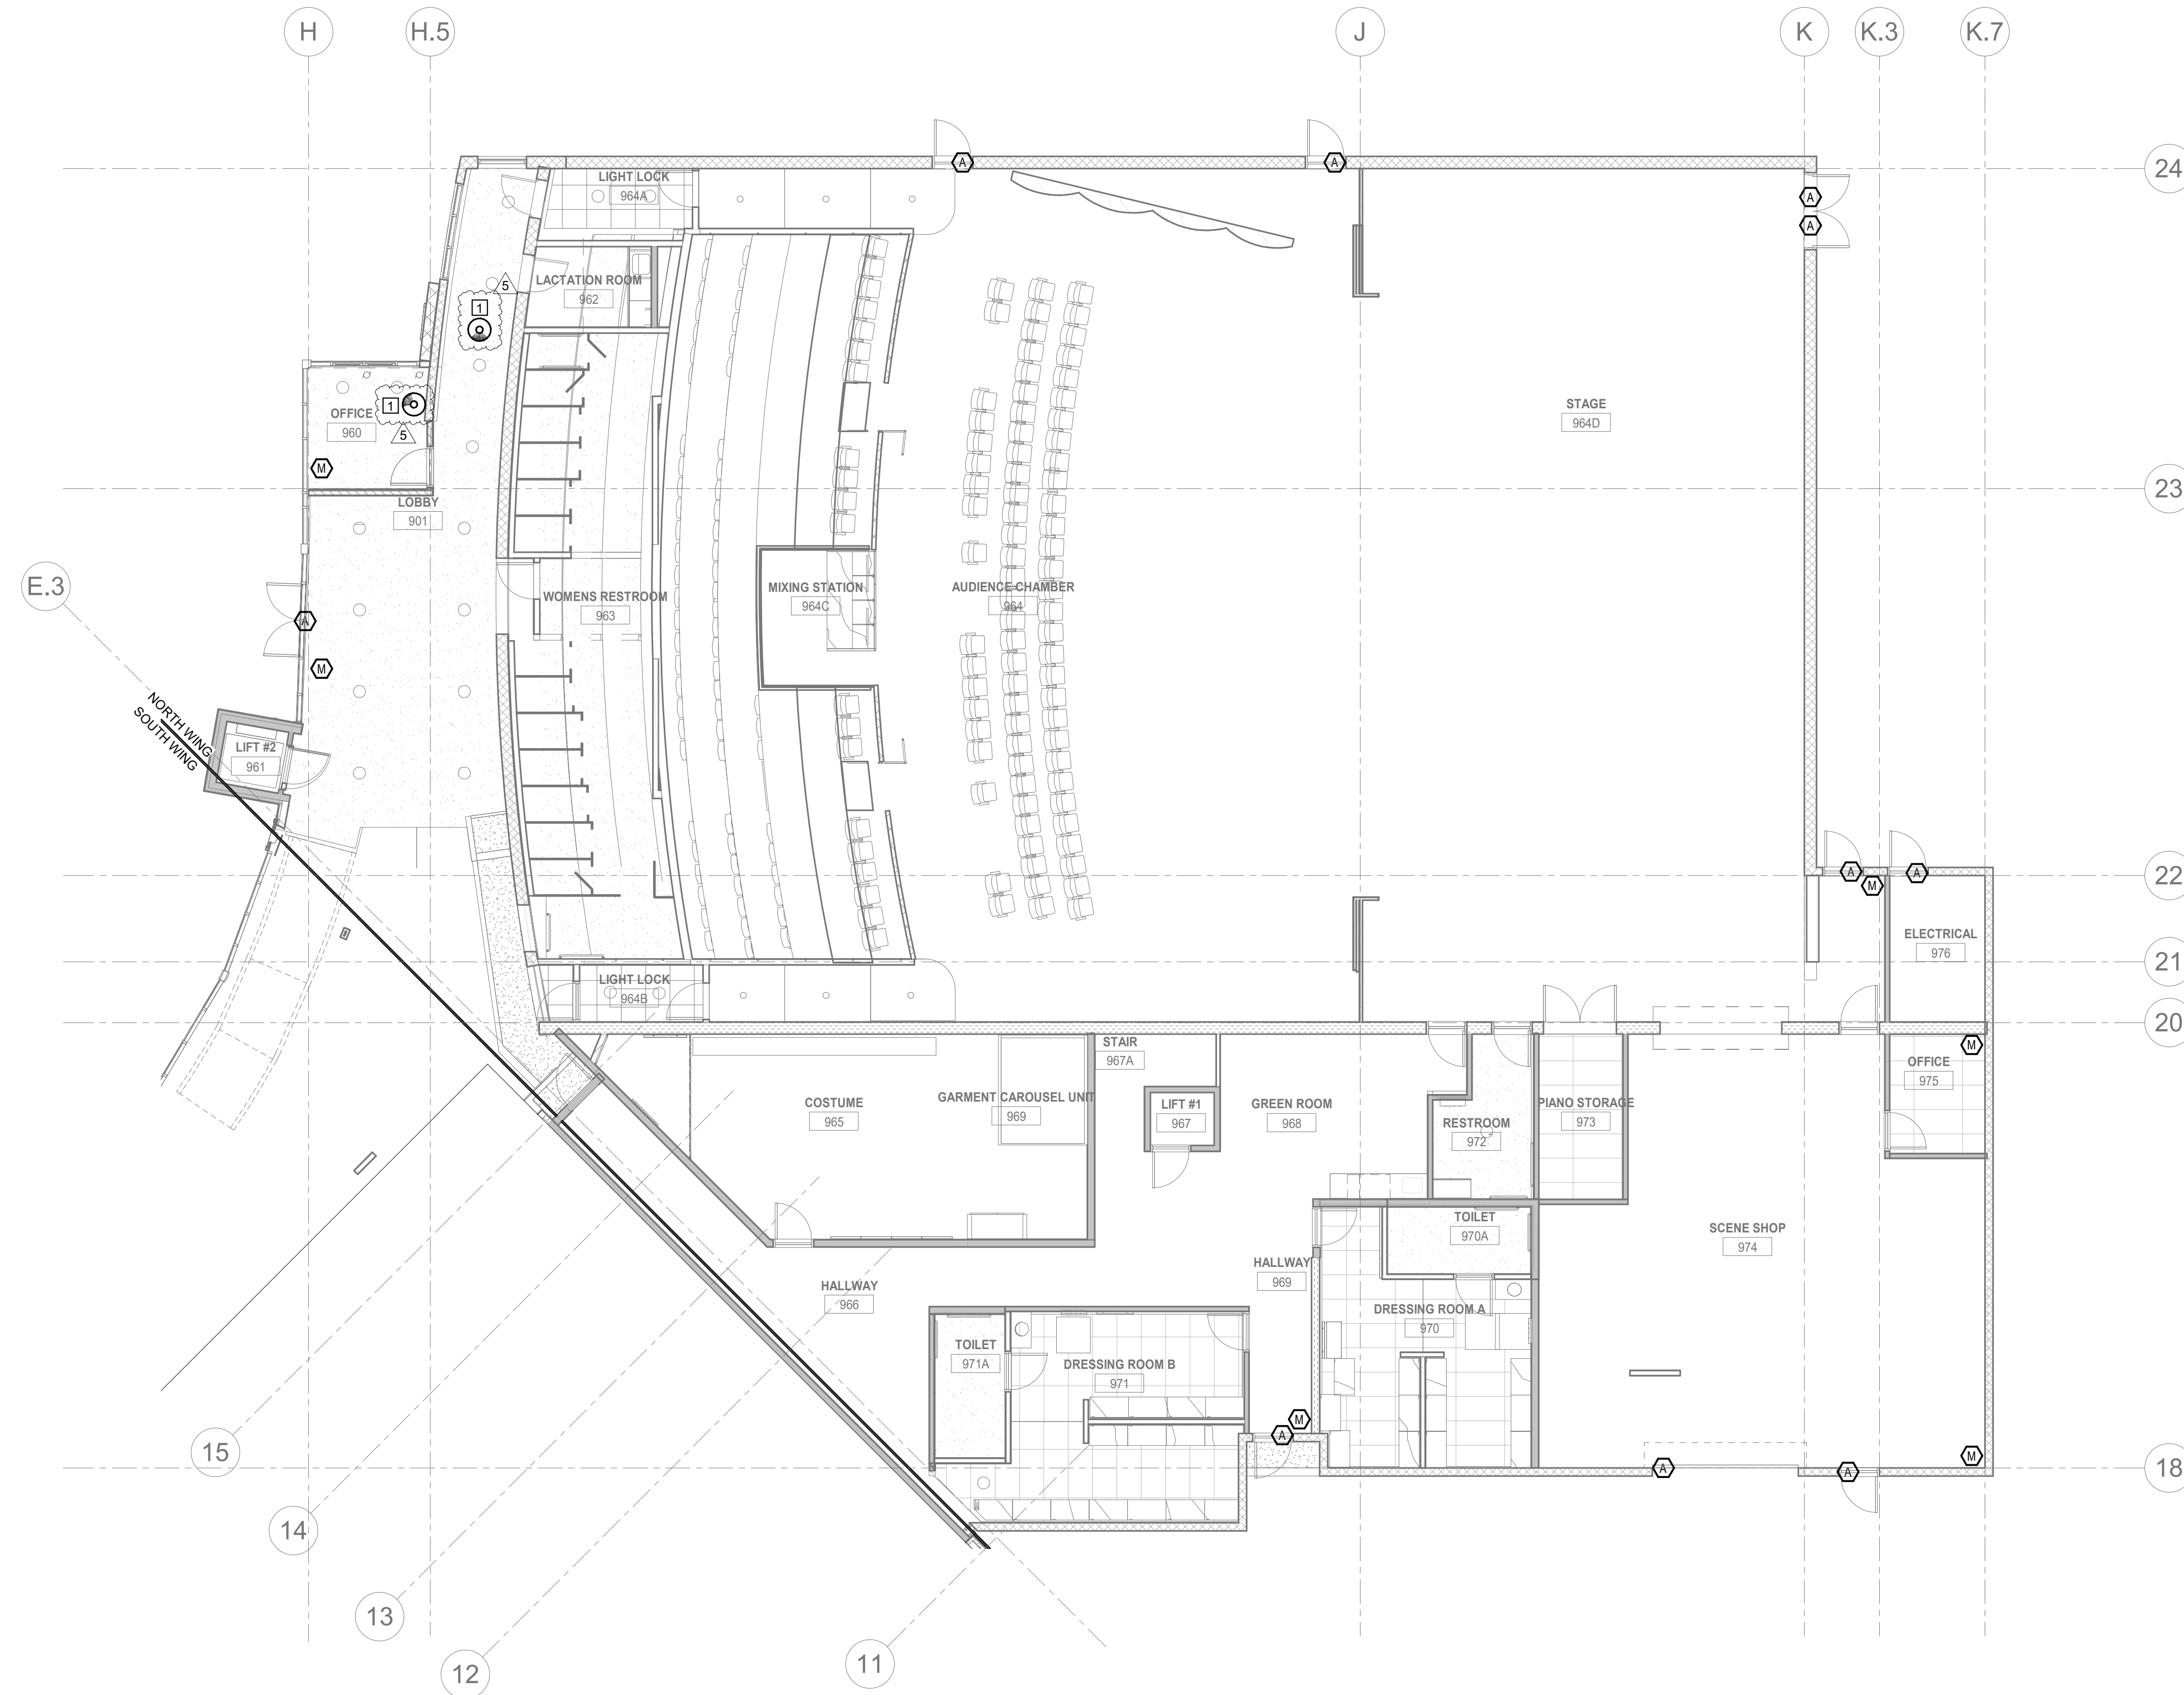 H
H.5
J
K
K.3
K.7
24
A
A
LIGHT LOCK
964A
A
A
LACTATION ROOM
962
5
1
STAGE
964D
1
OFFICE
960
5
M
23
LOBBY
901
E.3
WOMENS RESTROOM
963
MIXING STATION
964C
AUDIENCE CHAMBER
964
A
M
NORTH WING
SOUTH WING
LIFT #2
961
A
M
A
22
ELECTRICAL
976
21
LIGHT LOCK
964B
20
STAIR
967A
M
OFFICE
975
COSTUME
965
GARMENT CAROUSEL UNIT
969
LIFT #1
967
GREEN ROOM
968
RESTROOM
972
PIANO STORAGE
973
TOILET
970A
SCENE SHOP
974
HALLWAY
966
HALLWAY
969
DRESSING ROOM A
970
TOILET
971A
DRESSING ROOM B
971
M
A
M
A
A
18
15
14
13
12
11